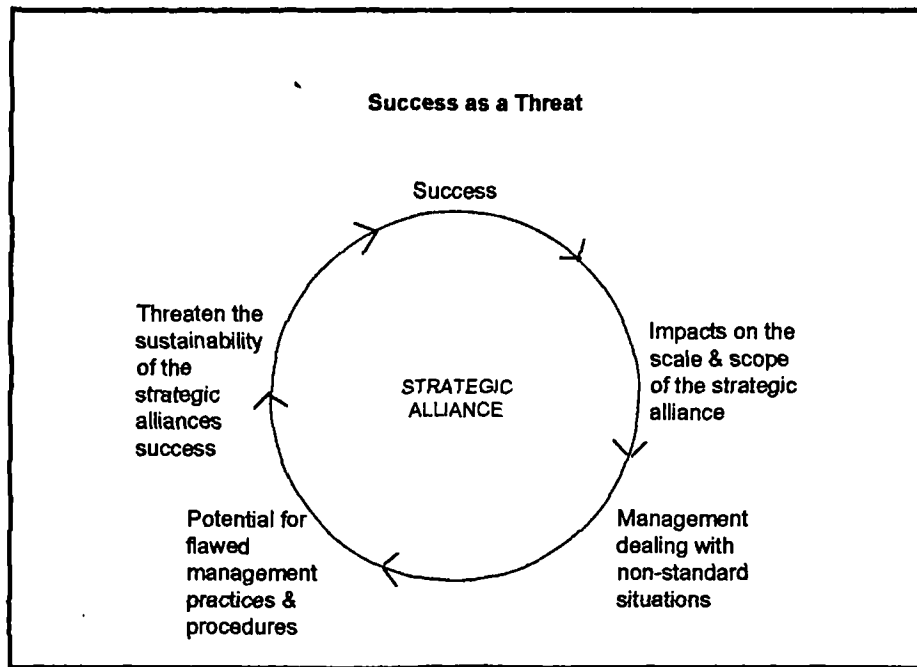 Success as a Threat
Success
Impacts on the
scale & scope
of the strategic
alliance
Management
dealing with
non-standard
situations
Potential for
flawed
management
practices &
procedures
Threaten the
sustainability
of the
strategic
alliances
success
STRATEGIC
ALLIANCE